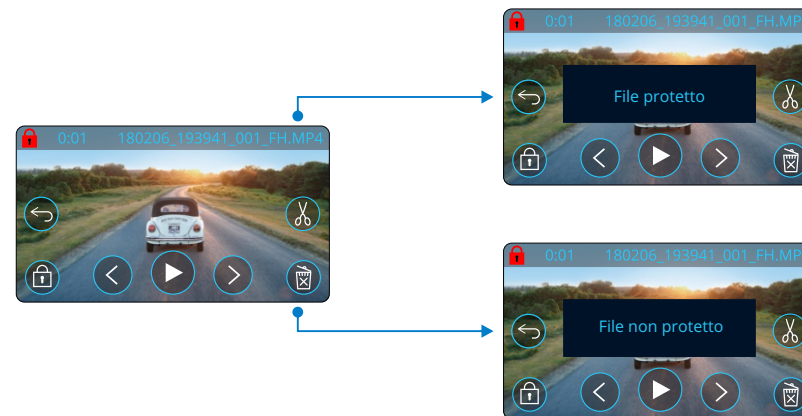 0:01 180206_193941_001_FH.MP4
0:01 180206_193941_001_FH.MP
File protetto
0:01 180206_193941_001_FH.MP
File non protetto